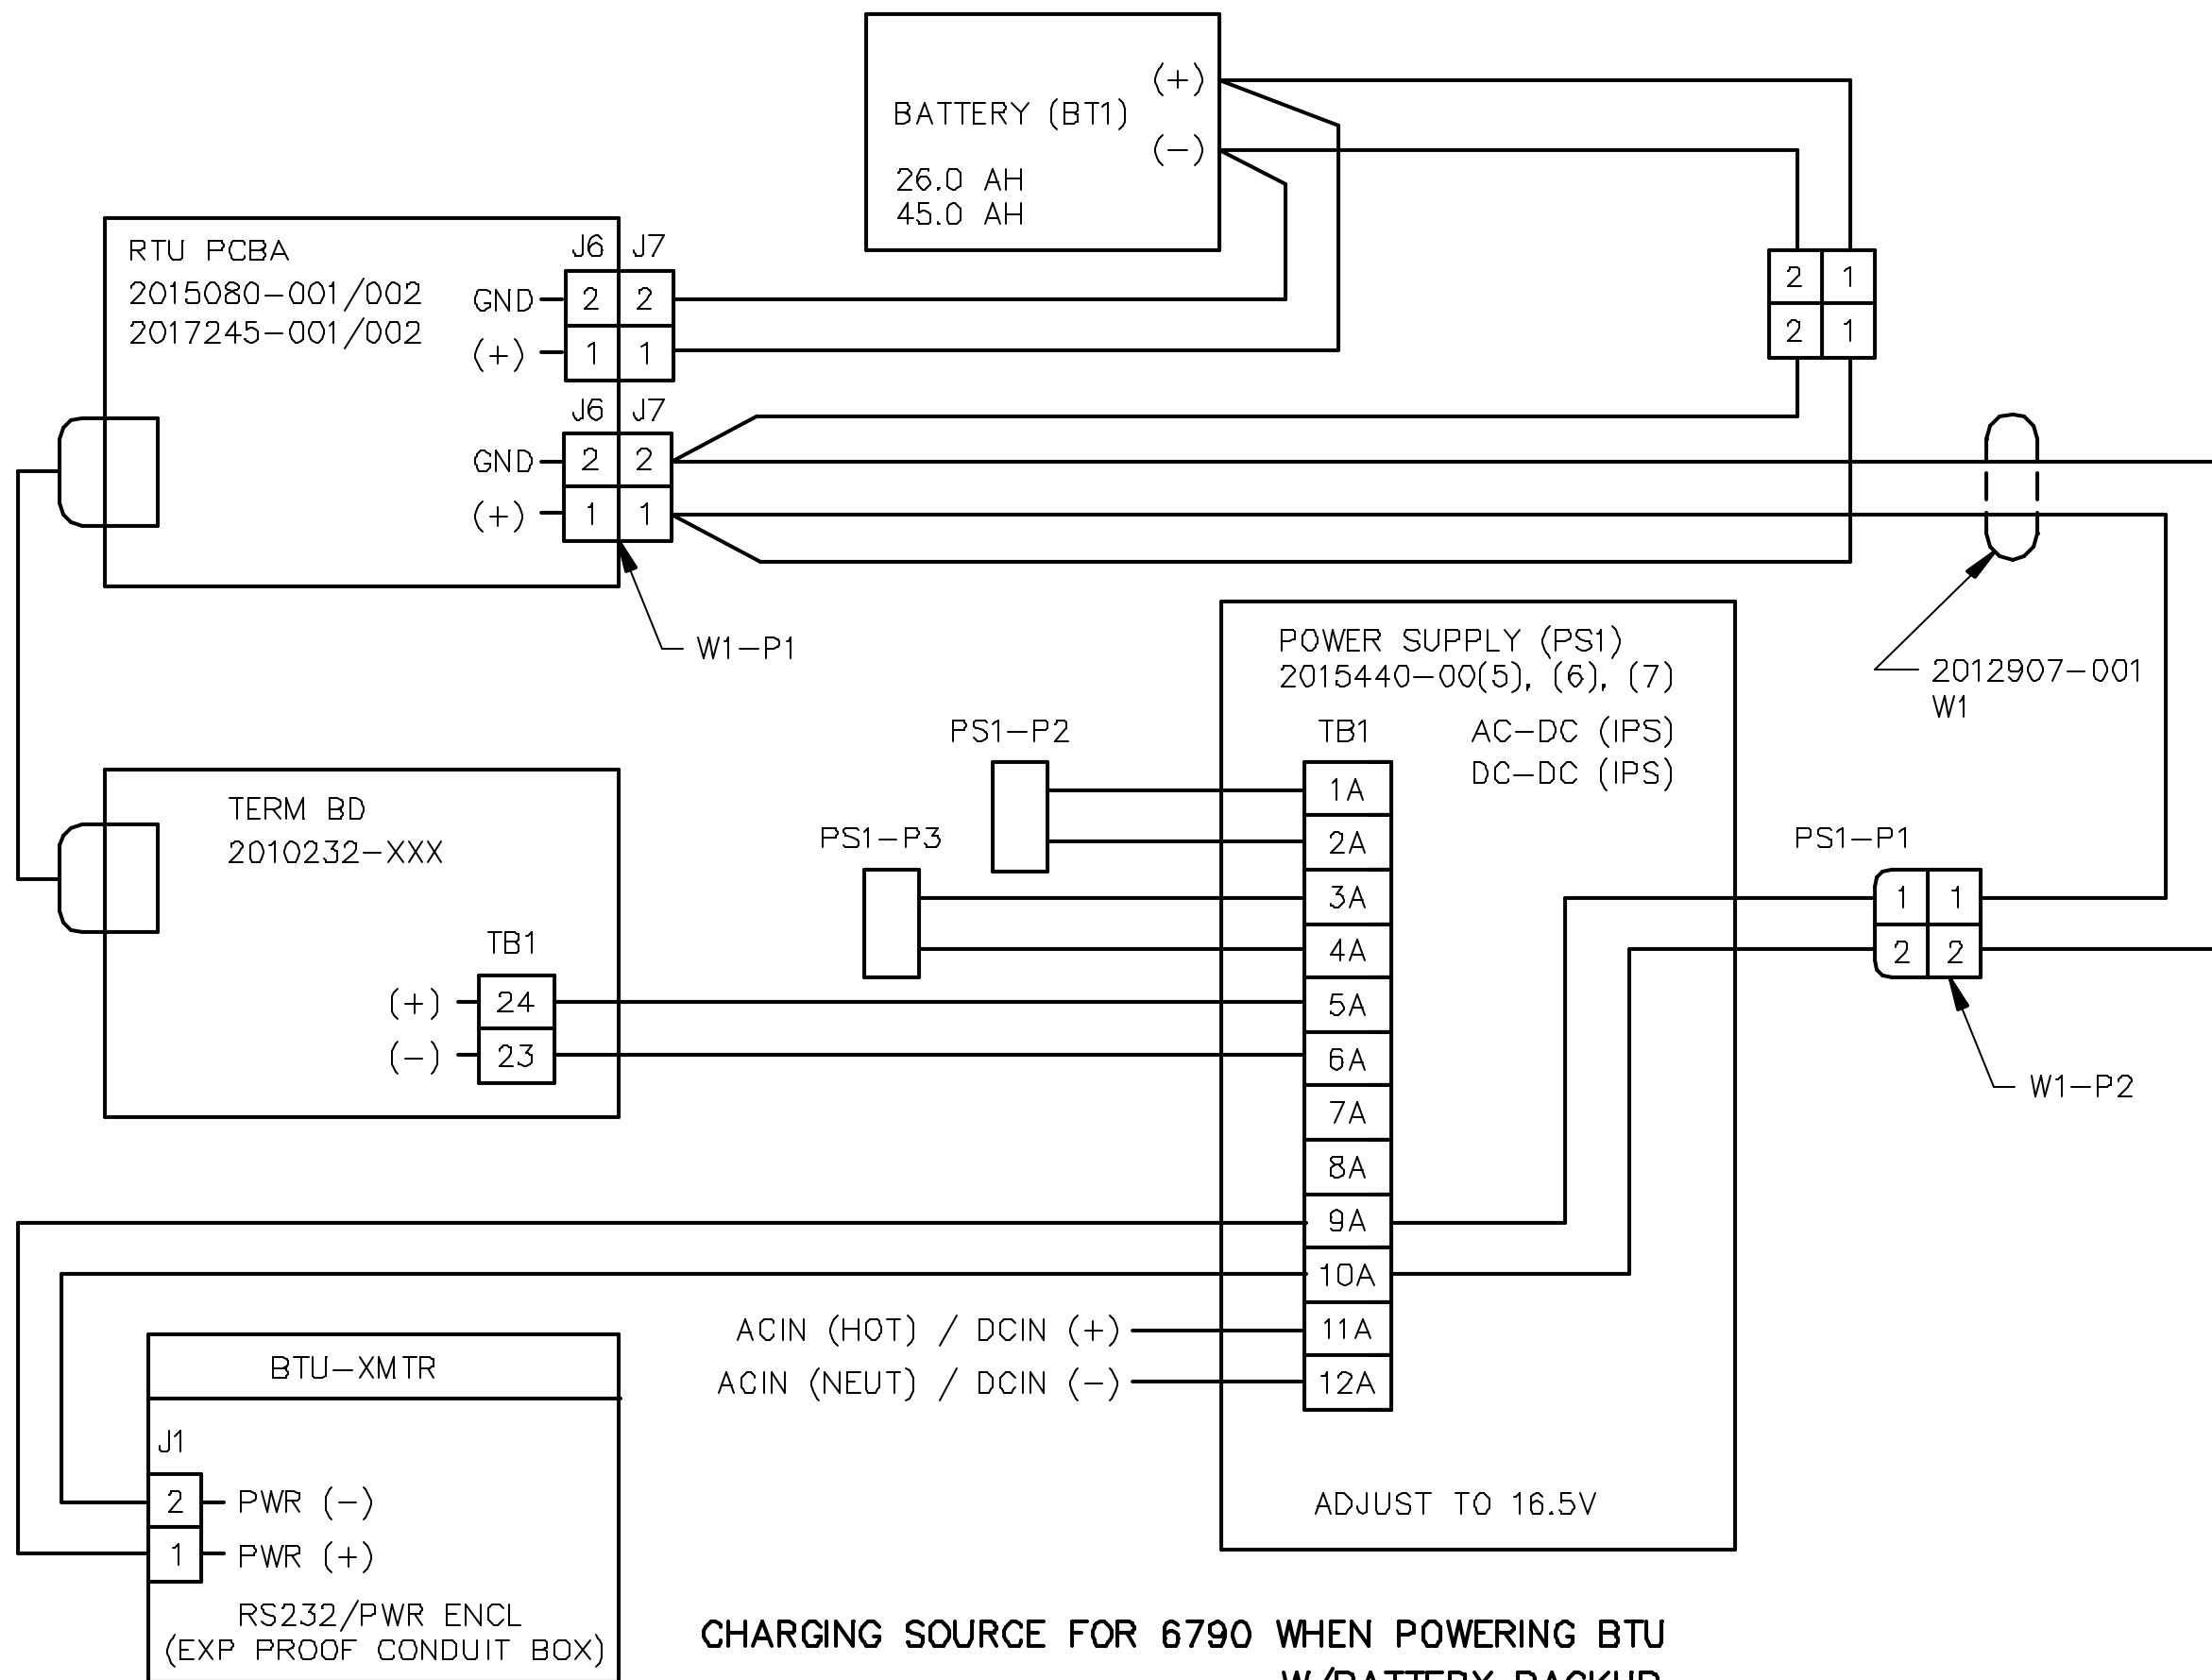 BATTERY (BT1)
(+)
(-)
26.0 AH
45.0 AH
RTU PCBA
2015080-001/002
2017245-001/002
J6 J7
GND 2 2
(+) 1 1
J6 J7
GND 2 2
(+) 1 1
W1-P1
2 1
2 1
2012907-001
W1
POWER SUPPLY (PS1)
2015440-00(5), (6), (7)
TB1
AC-DC (IPS)
DC-DC (IPS)
PS1-P2
PS1-P3
1A
2A
3A
4A
5A
6A
7A
8A
9A
10A
11A
12A
ADJUST TO 16.5V
PS1-P1
1 1
2 2
W1-P2
TERM BD
2010232-XXX
TB1
(+) 24
(-) 23
ACIN (HOT) / DCIN (+)
ACIN (NEUT) / DCIN (-)
BTU-XMTR
J1
2 PWR (-)
1 PWR (+)
RS232/PWR ENCL
(EXP PROOF CONDUIT BOX)
CHARGING SOURCE FOR 6790 WHEN POWERING BTU
W/BATTERY BACKUP